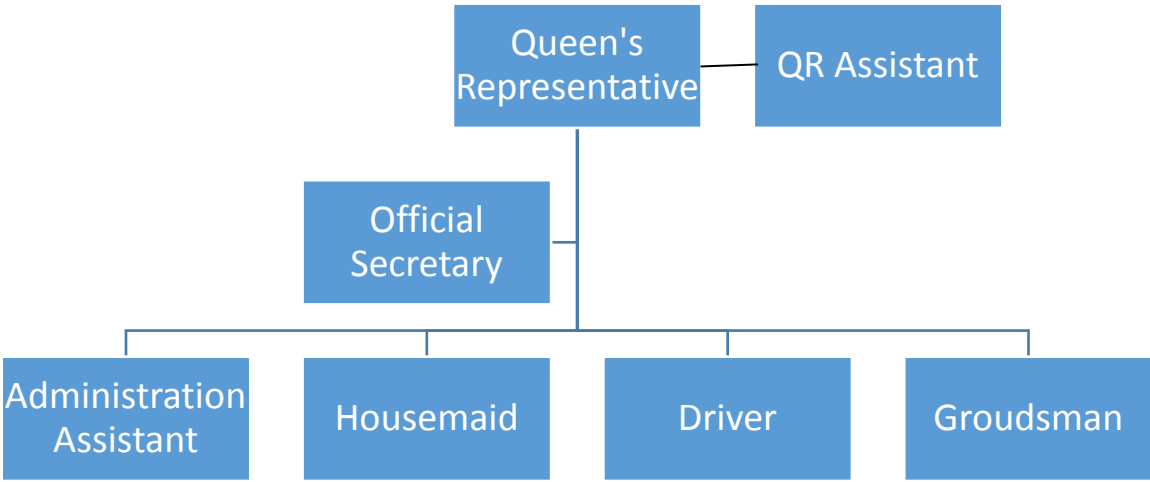 Queen's
Representative
QR Assistant
Official
Secretary
Administration
Assistant
Housemaid
Driver
Groudsman